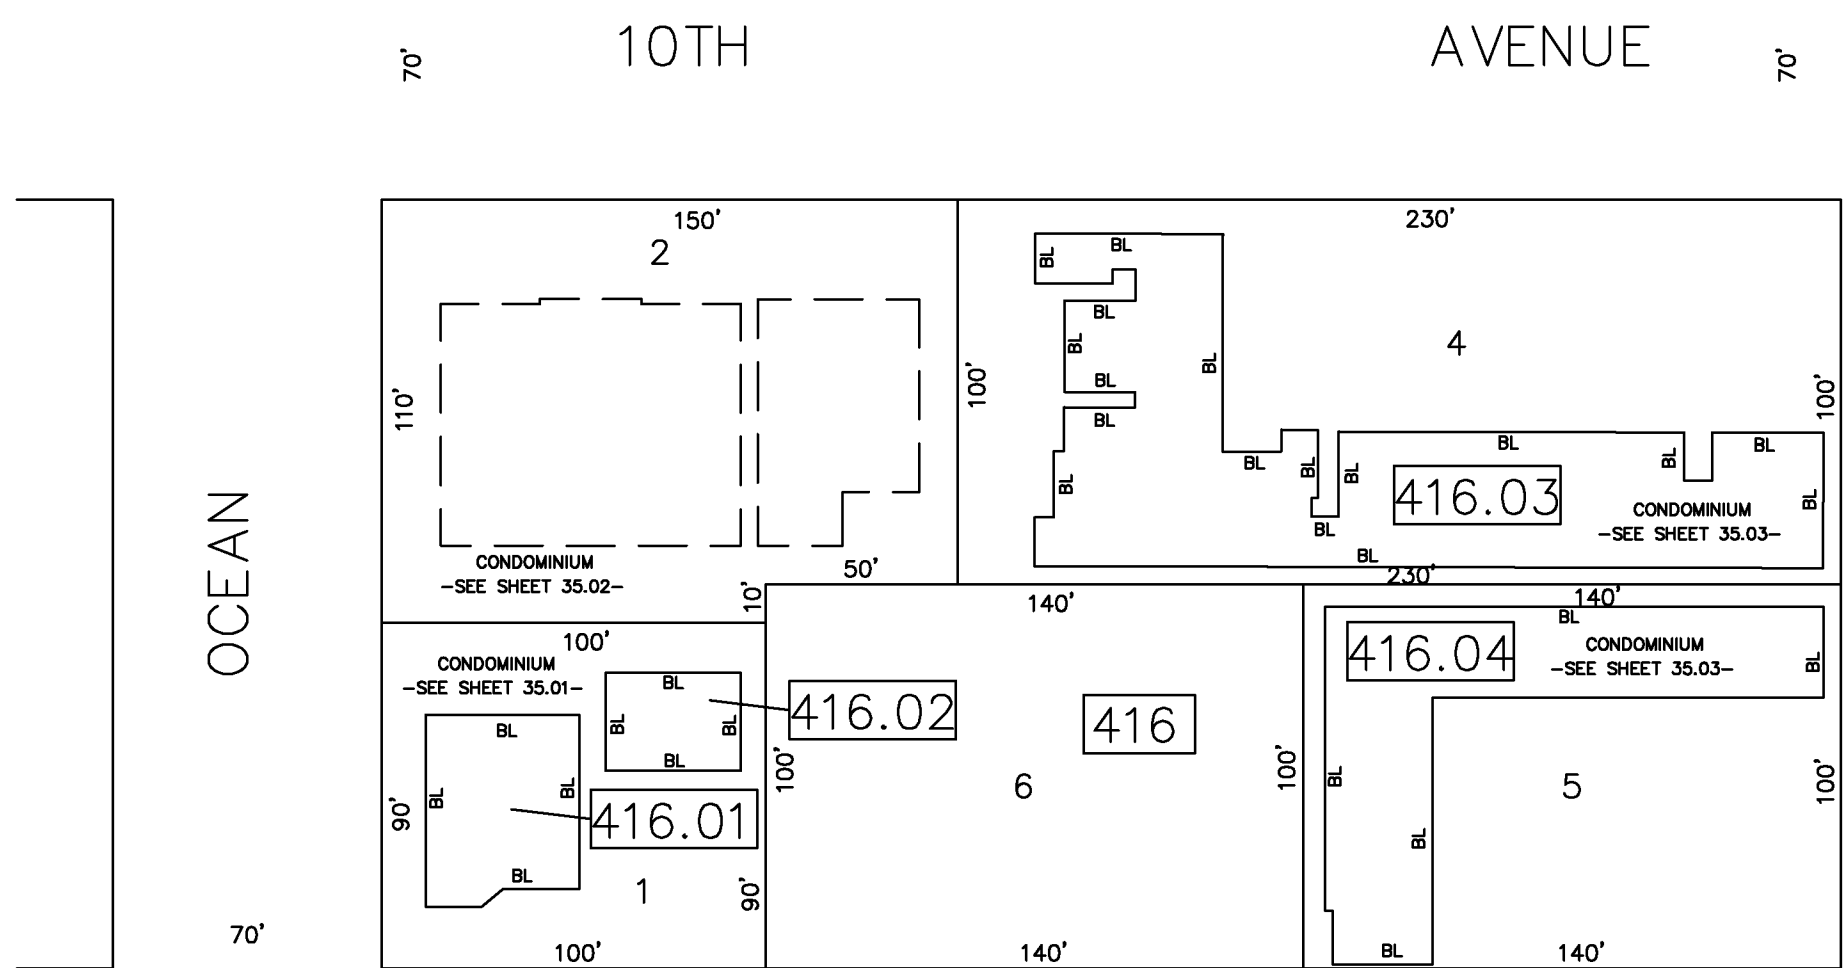 10TH AVENUE
70'
70'
OCEAN
70'
150'
2
110'
CONDOMINIUM
-SEE SHEET 35.02-
50'
10'
230'
BL
BL
BL
BL
BL
BL
BL
BL
4
100'
100'
BL
BL
BL
BL
BL
BL
BL
BL
416.03
CONDOMINIUM
-SEE SHEET 35.03-
BL
230'
100'
CONDOMINIUM
-SEE SHEET 35.01-
BL
BL
BL
BL
416.02
BL
BL
BL
BL
416.01
90'
1
90'
100'
140'
416
100'
6
100'
140'
140'
BL
416.04
CONDOMINIUM
-SEE SHEET 35.03-
BL
BL
5
100'
BL
BL
140'